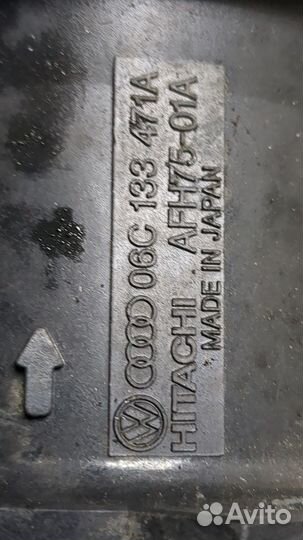 06C 133 471A
HITACHI AFH75-01A
MADE IN JAPAN
Avito